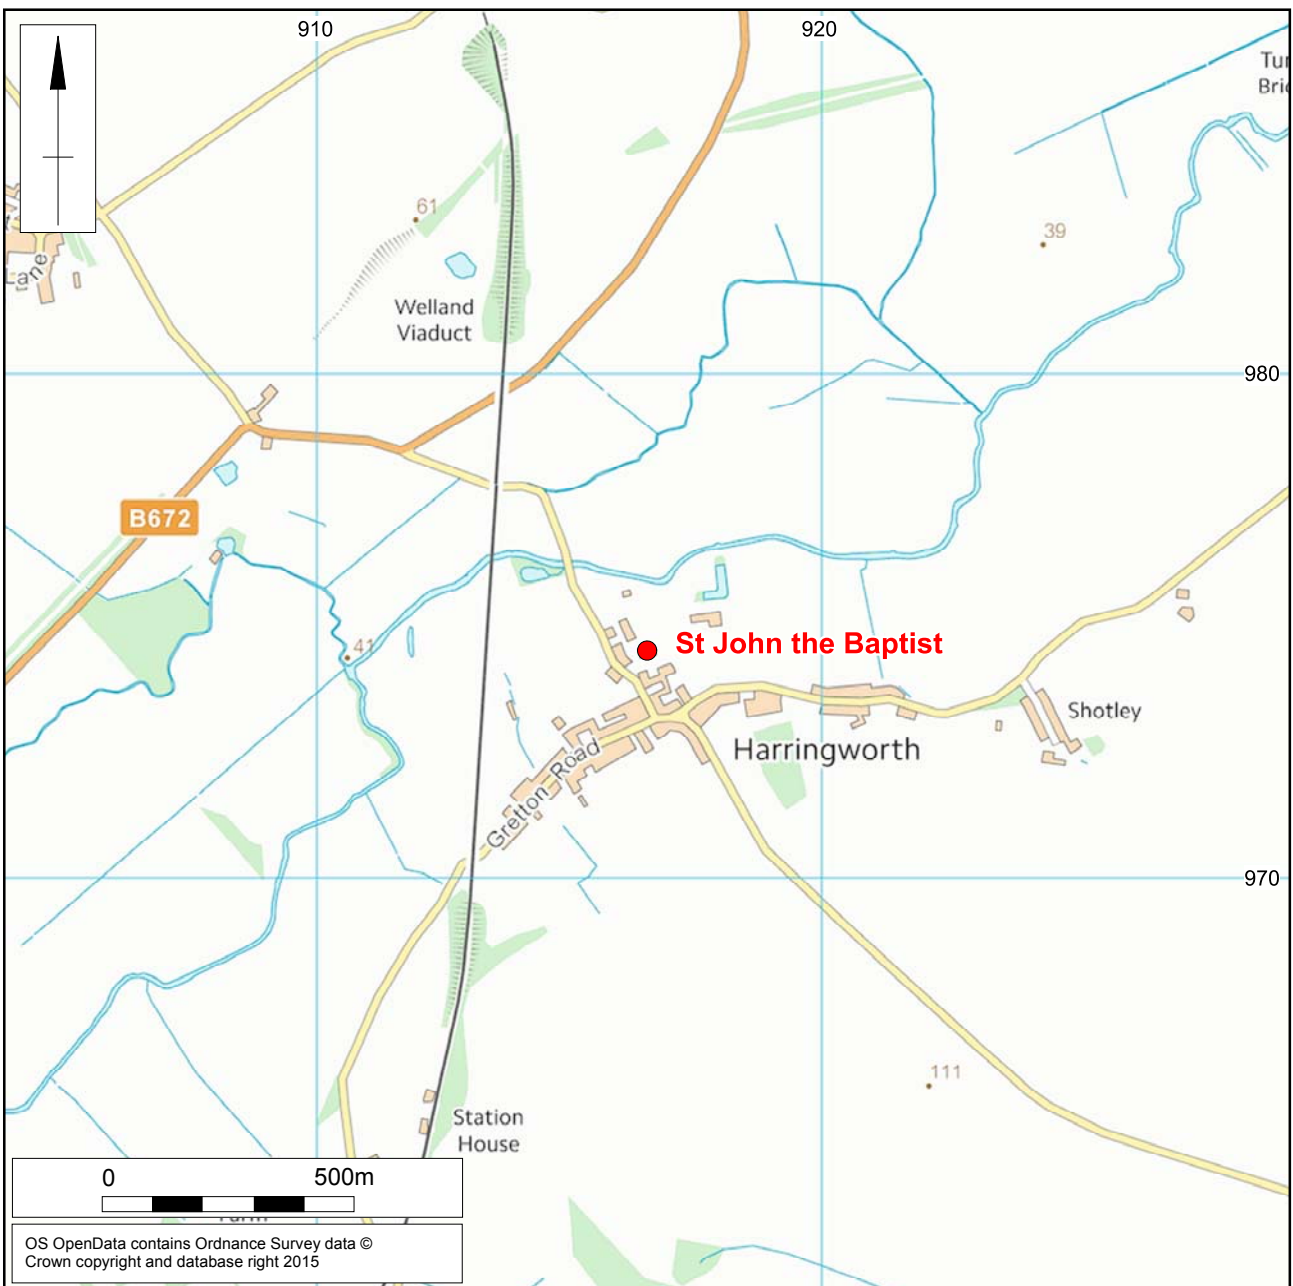 910
920
Tur
Bric
61
39
Lane
Welland
Viaduct
980
B672
St John the Baptist
41
Shotley
Harringworth
Gretton Road
970
111
Station
House
0
500m
OS OpenData contains Ordnance Survey data ©
Crown copyright and database right 2015